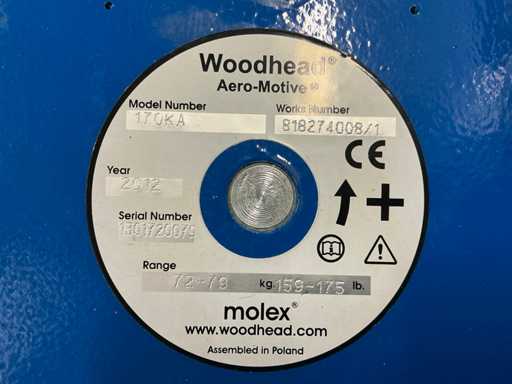 Woodhead®
Aero-Motive®
Model Number
170KA
Works Number
818274008/1
Year
2012
Serial Number
Range
72-79 kg. 159-175 lb.
CE
molex®
www.woodhead.com
Assembled in Poland